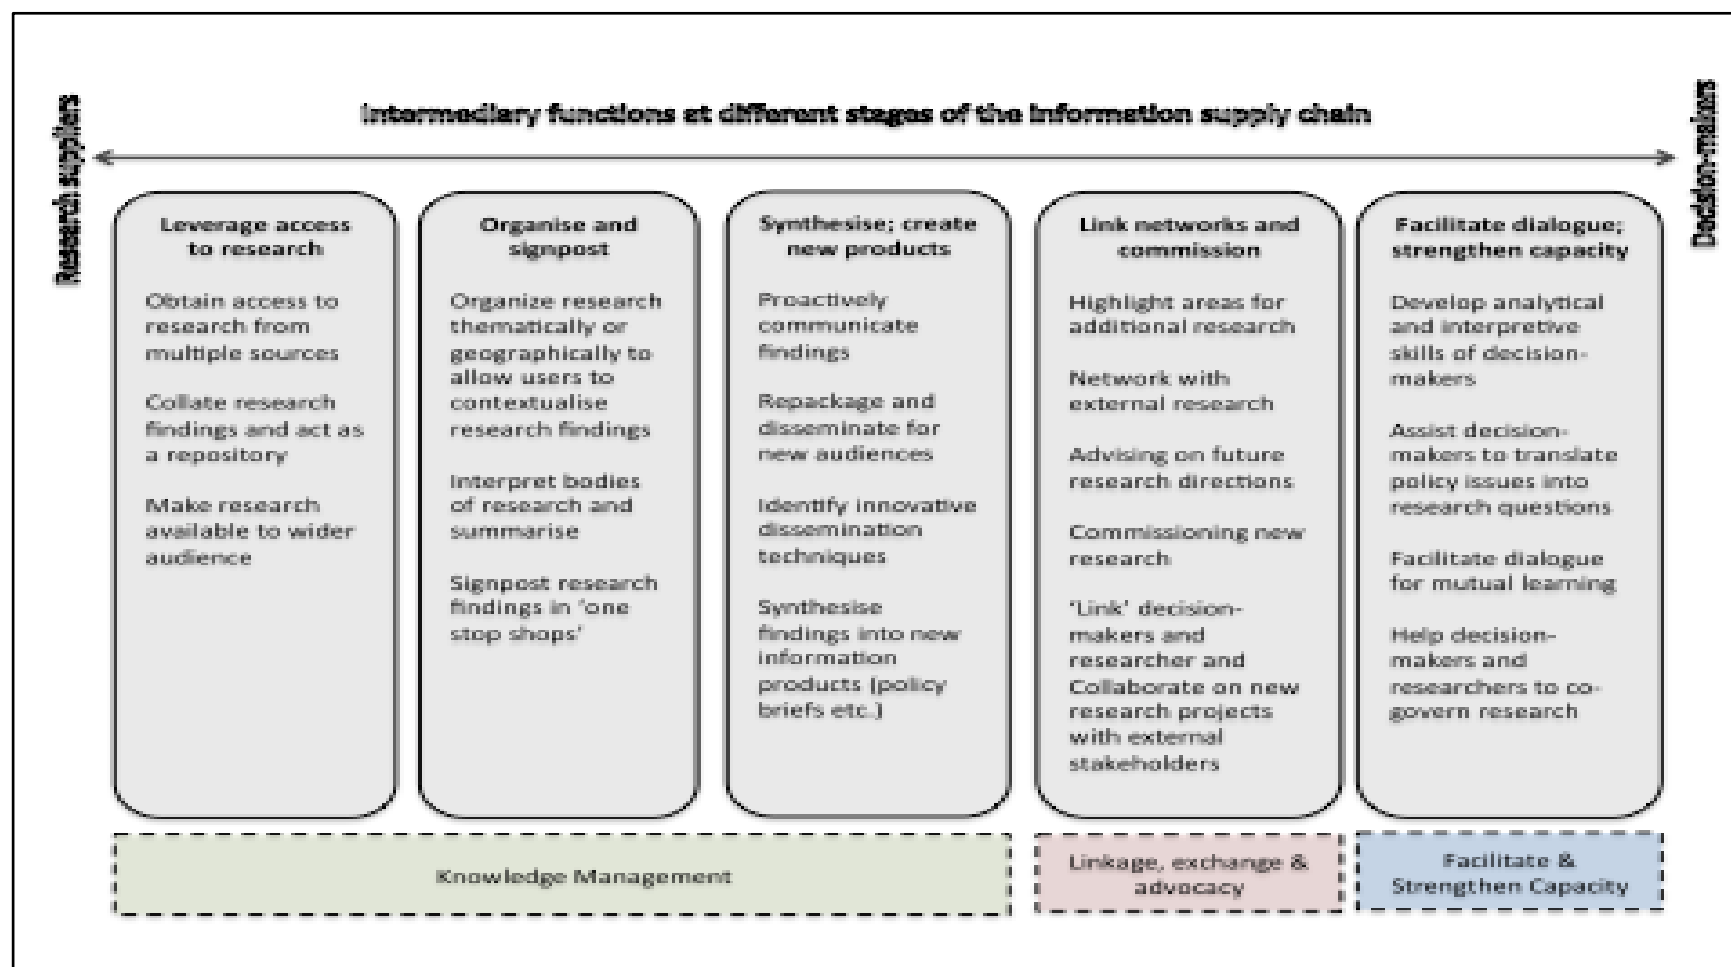 Intermediary functions at different stages of the information supply chain
Research suppliers
Decision-makers
Leverage access
to research
Obtain access to
research from
multiple sources
Collate research
findings and act as
a repository
Make research
available to wider
audience
Organise and
signpost
Organize research
thematically or
geographically to
allow users to
contextualise
research findings
Interpret bodies
of research and
summarise
Signpost research
findings in ‘one
stop shops’
Synthesise; create
new products
Proactively
communicate
findings
Repackage and
disseminate for
new audiences
Identify innovative
dissemination
techniques
Synthesise
findings into new
information
products (policy
briefs etc.)
Link networks and
commission
Highlight areas for
additional research
Network with
external research
Advising on future
research directions
Commissioning new
research
‘Link’ decision-
makers and
researcher and
Collaborate on new
research projects
with external
stakeholders
Facilitate dialogue;
strengthen capacity
Develop analytical
and interpretive
skills of decision-
makers
Assist decision-
makers to translate
policy issues into
research questions
Facilitate dialogue
for mutual learning
Help decision-
makers and
researchers to co-
govern research
Knowledge Management
Linkage, exchange &
advocacy
Facilitate &
Strengthen Capacity